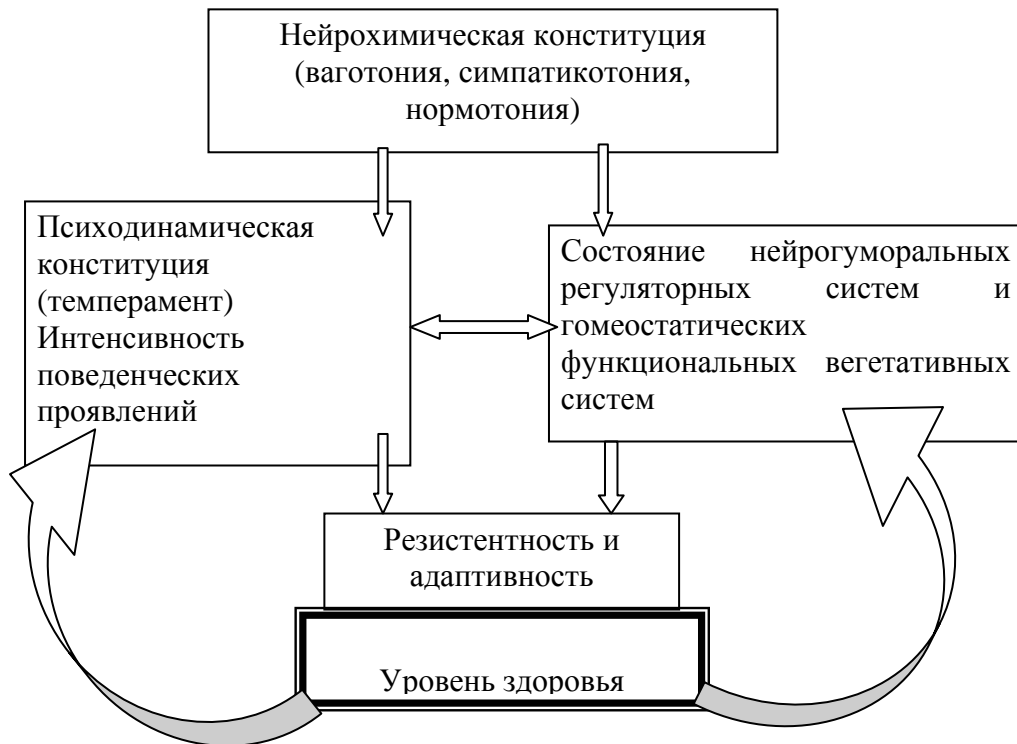 Нейрохимическая конституция
(ваготония, симпатикотония,
нормотония)
Психодинамическая
конституция
(темперамент)
Интенсивность
поведенческих
проявлений
Состояние нейрогуморальных
регуляторных систем и
гомеостатических
функциональных вегетативных
систем
Резистентность и
адаптивность
Уровень здоровья